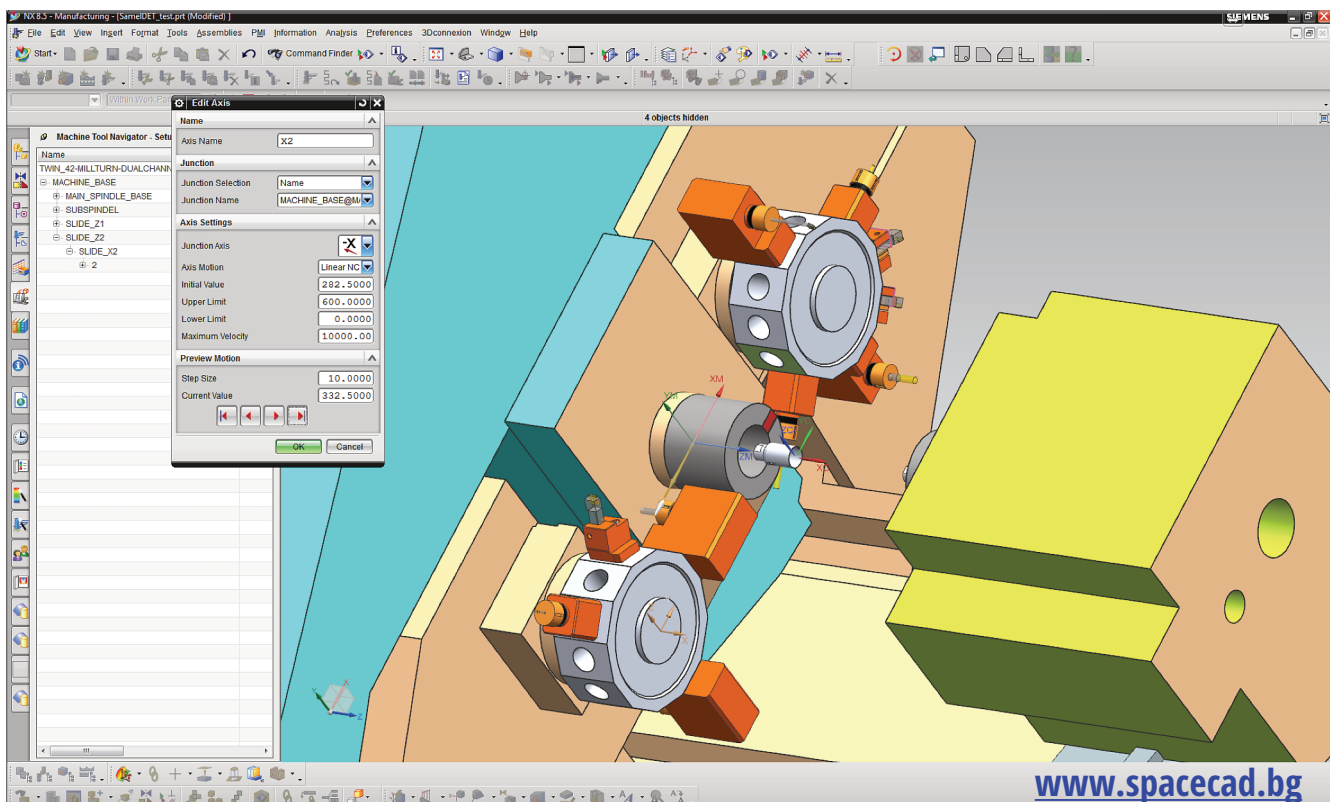 NX 8.5 - Manufacturing - [SameIDET_test.prt (Modified) ]
SIEMENS
File Edit View Insert Format Tools Assemblies PMI Information Analysis Preferences 3Dconnexion Window Help
Start Command Finder
Within Work Pa
4 objects hidden
Machine Tool Navigator - Setu
Name
TWIN_42-MILLTURN-DUALCHANN
MACHINE_BASE
MAIN_SPINDLE_BASE
SUBSPINDEL
SLIDE_Z1
SLIDE_Z2
SLIDE_X2
2
Edit Axis
Name
Axis Name X2
Junction
Junction Selection Name
Junction Name MACHINE_BASE@M
Axis Settings
Junction Axis -X
Axis Motion Linear NC
Initial Value 282.5000
Upper Limit 600.0000
Lower Limit 0.0000
Maximum Velocity 10000.00
Preview Motion
Step Size 10.0000
Current Value 332.5000
OK Cancel
XM
YM
ZM
ZC
XC
X
Y
Z
www.spacecad.bg